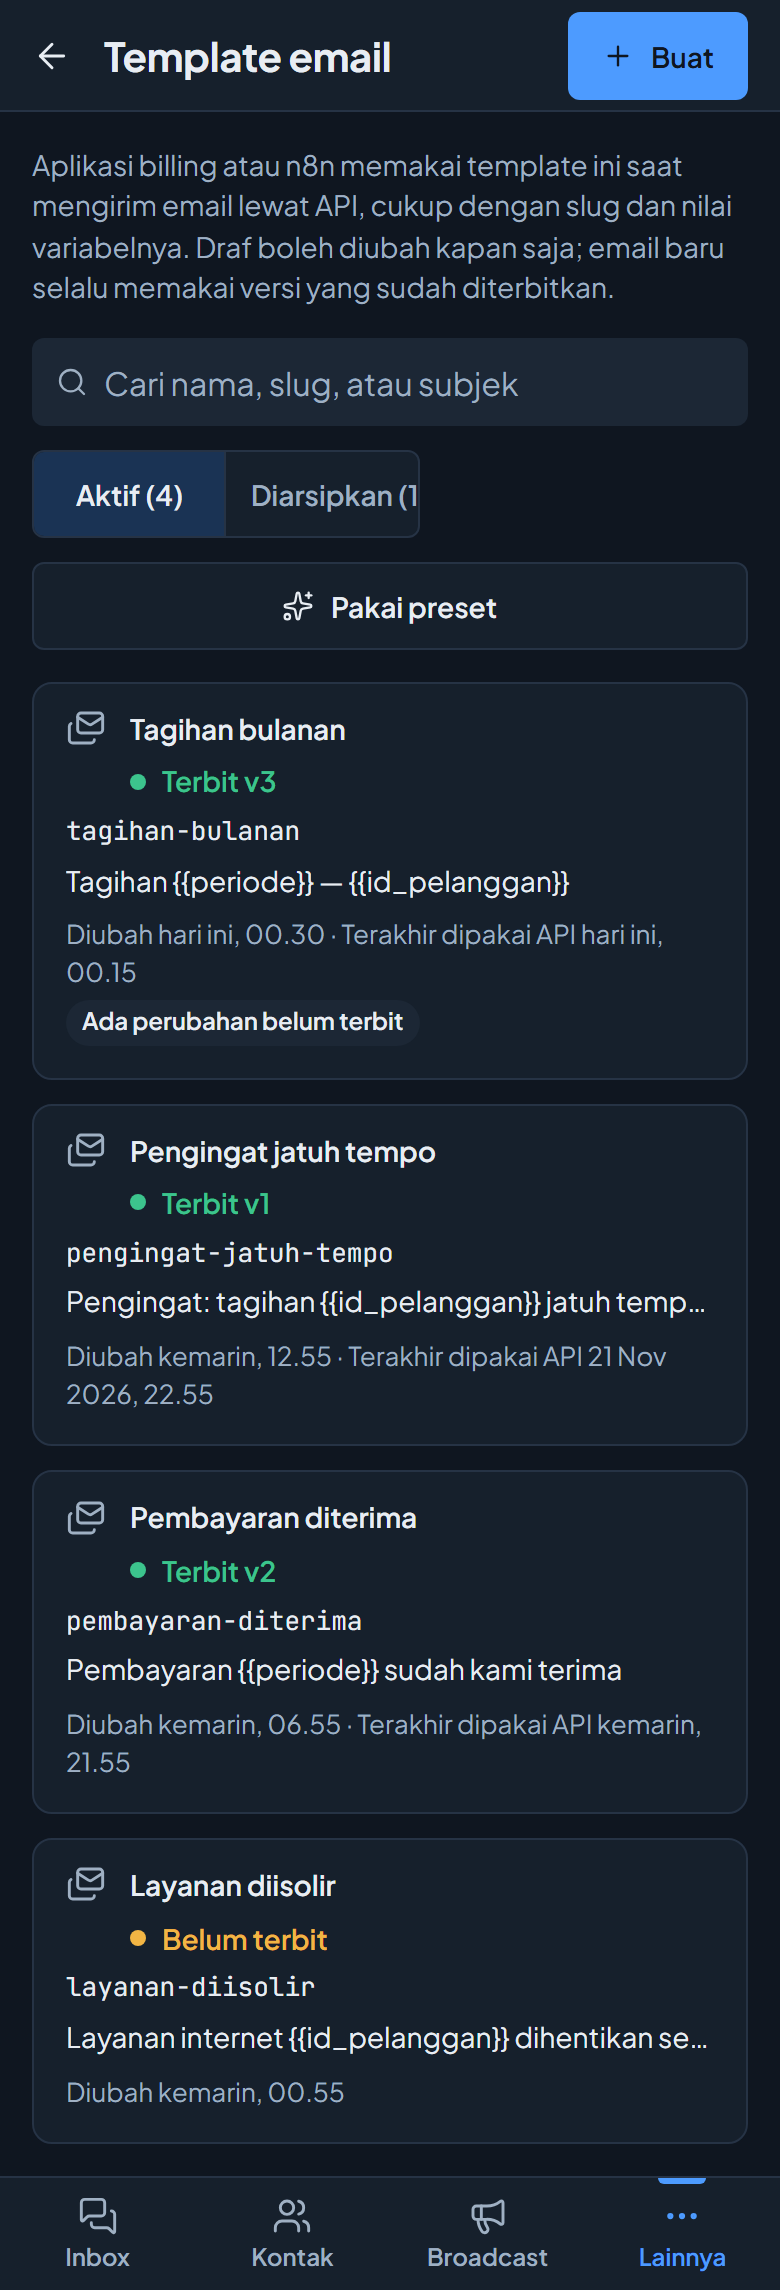 Template email
Buat
Aplikasi billing atau n8n memakai template ini saat
mengirim email lewat API, cukup dengan slug dan nilai
variabelnya. Draf boleh diubah kapan saja; email baru
selalu memakai versi yang sudah diterbitkan.
Cari nama, slug, atau subjek
Aktif (4)
Diarsipkan (1
Pakai preset
Tagihan bulanan
Terbit v3
tagihan-bulanan
Tagihan {{periode}} — {{id_pelanggan}}
Diubah hari ini, 00.30 · Terakhir dipakai API hari ini,
00.15
Ada perubahan belum terbit
Pengingat jatuh tempo
Terbit v1
pengingat-jatuh-tempo
Pengingat: tagihan {{id_pelanggan}} jatuh temp...
Diubah kemarin, 12.55 · Terakhir dipakai API 21 Nov
2026, 22.55
Pembayaran diterima
Terbit v2
pembayaran-diterima
Pembayaran {{periode}} sudah kami terima
Diubah kemarin, 06.55 · Terakhir dipakai API kemarin,
21.55
Layanan diisolir
Belum terbit
layanan-diisolir
Layanan internet {{id_pelanggan}} dihentikan se...
Diubah kemarin, 00.55
Inbox
Kontak
Broadcast
Lainnya